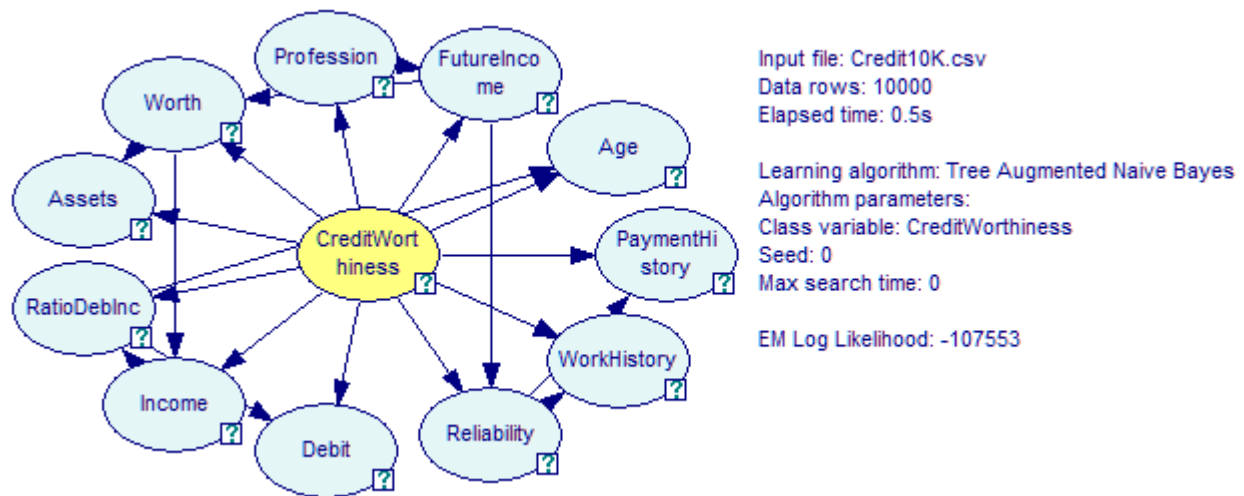 Profession
FutureInco
me
Worth
Age
Assets
CreditWort
hiness
PaymentHi
story
RatioDebInc
WorkHistory
Income
Reliability
Debit
?
?
?
?
?
?
?
?
?
?
?
?
Input file: Credit10K.csv
Data rows: 10000
Elapsed time: 0.5s
Learning algorithm: Tree Augmented Naive Bayes
Algorithm parameters:
Class variable: CreditWorthiness
Seed: 0
Max search time: 0
EM Log Likelihood: -107553